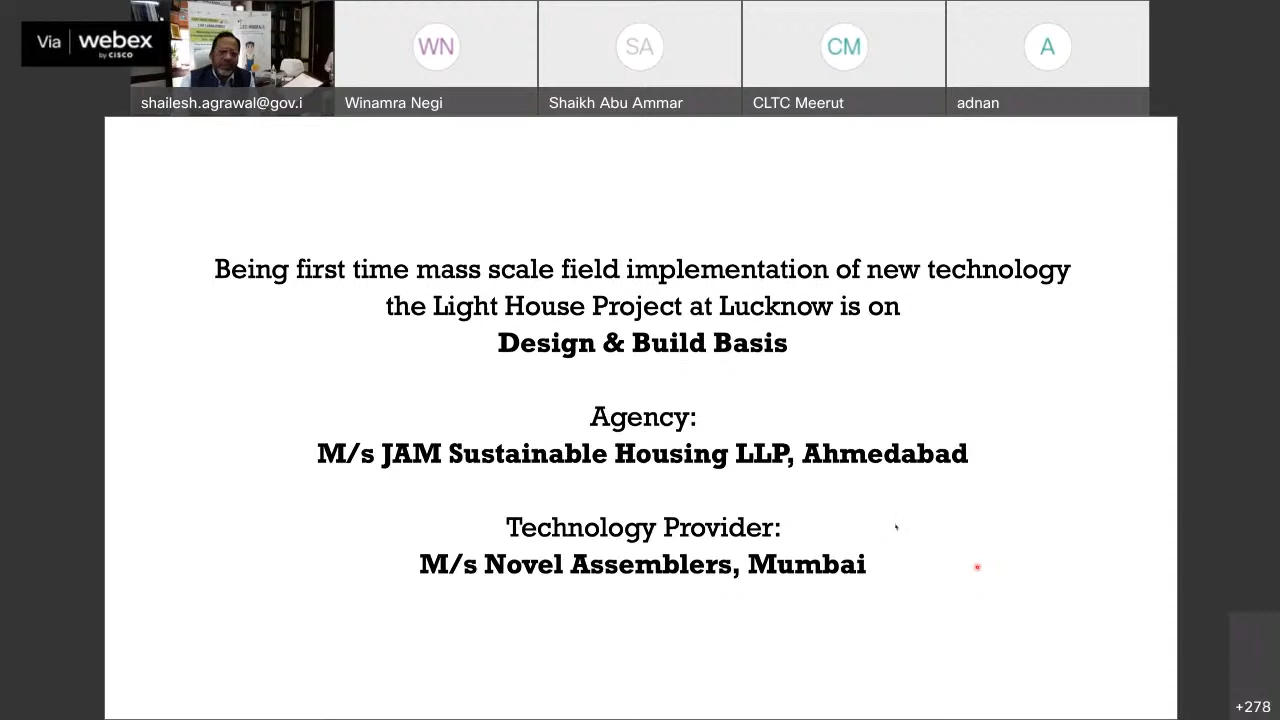 Via webex
by CISCO
WN
SA
CM
A
shailesh.agrawal@gov.i
Winamra Negi
Shaikh Abu Ammar
CLTC Meerut
adnan
Being first time mass scale field implementation of new technology
the Light House Project at Lucknow is on
Design & Build Basis
Agency:
M/s JAM Sustainable Housing LLP, Ahmedabad
Technology Provider:
M/s Novel Assemblers, Mumbai
+278